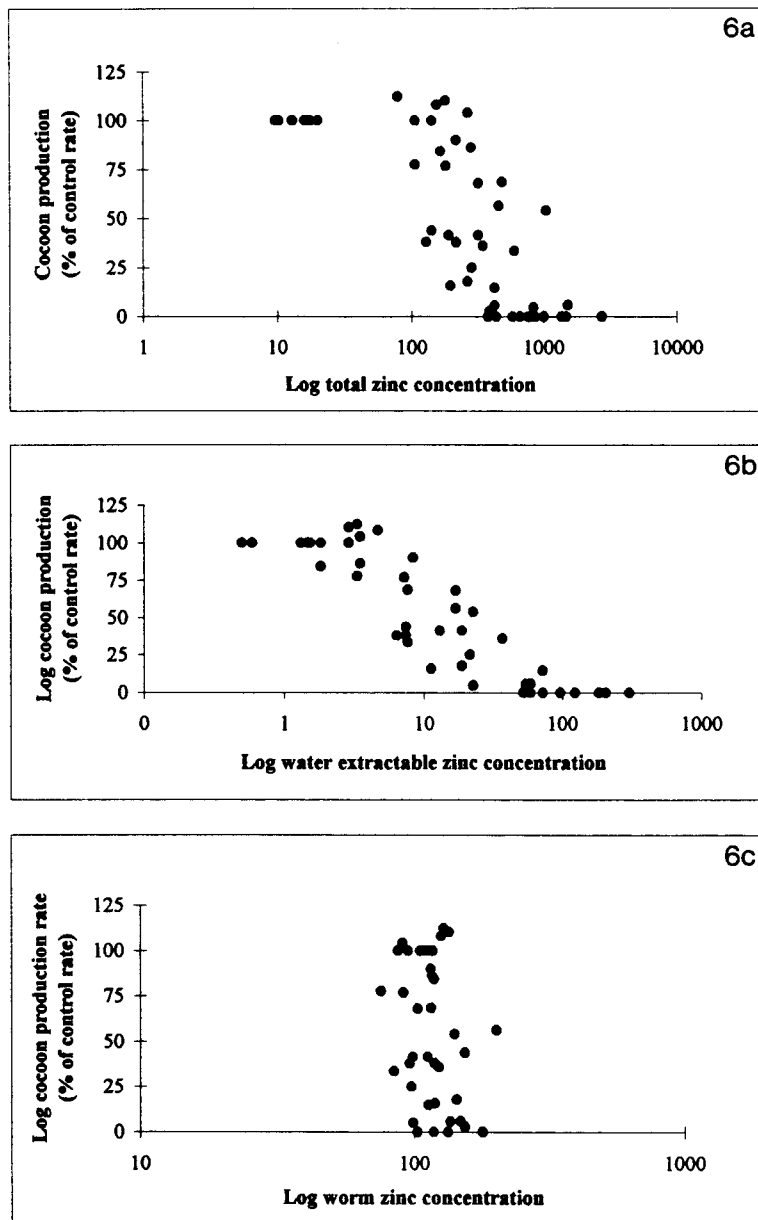 6a
125
100
75
50
25
0
Cocoon production
(% of control rate)
1
10
100
1000
10000
Log total zinc concentration
6b
125
100
75
50
25
0
Log cocoon production
(% of control rate)
0
1
10
100
1000
Log water extractable zinc concentration
6c
125
100
75
50
25
0
Log cocoon production rate
(% of control rate)
10
100
1000
Log worm zinc concentration